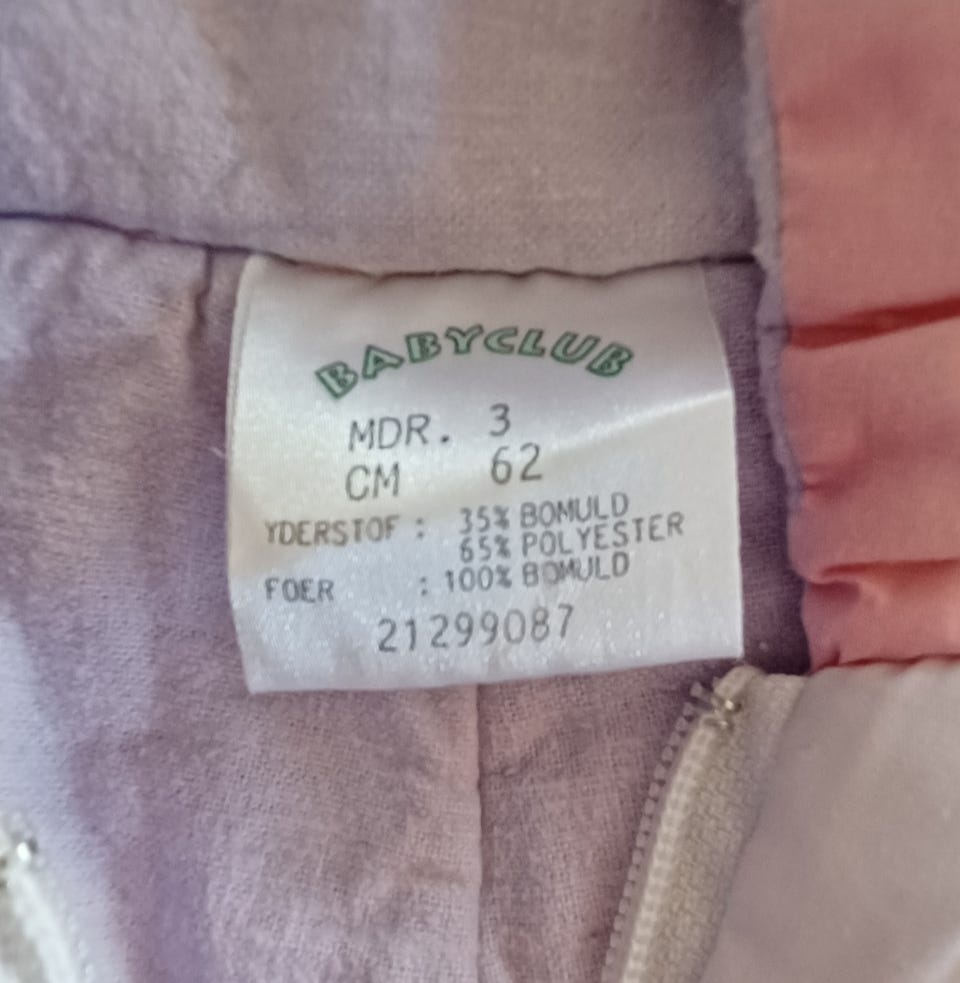 BABYCLUB
MDR. 3
CM 62
YDERSTOF : 35% BOMULD
65% POLYESTER
FOER : 100% BOMULD
21299087